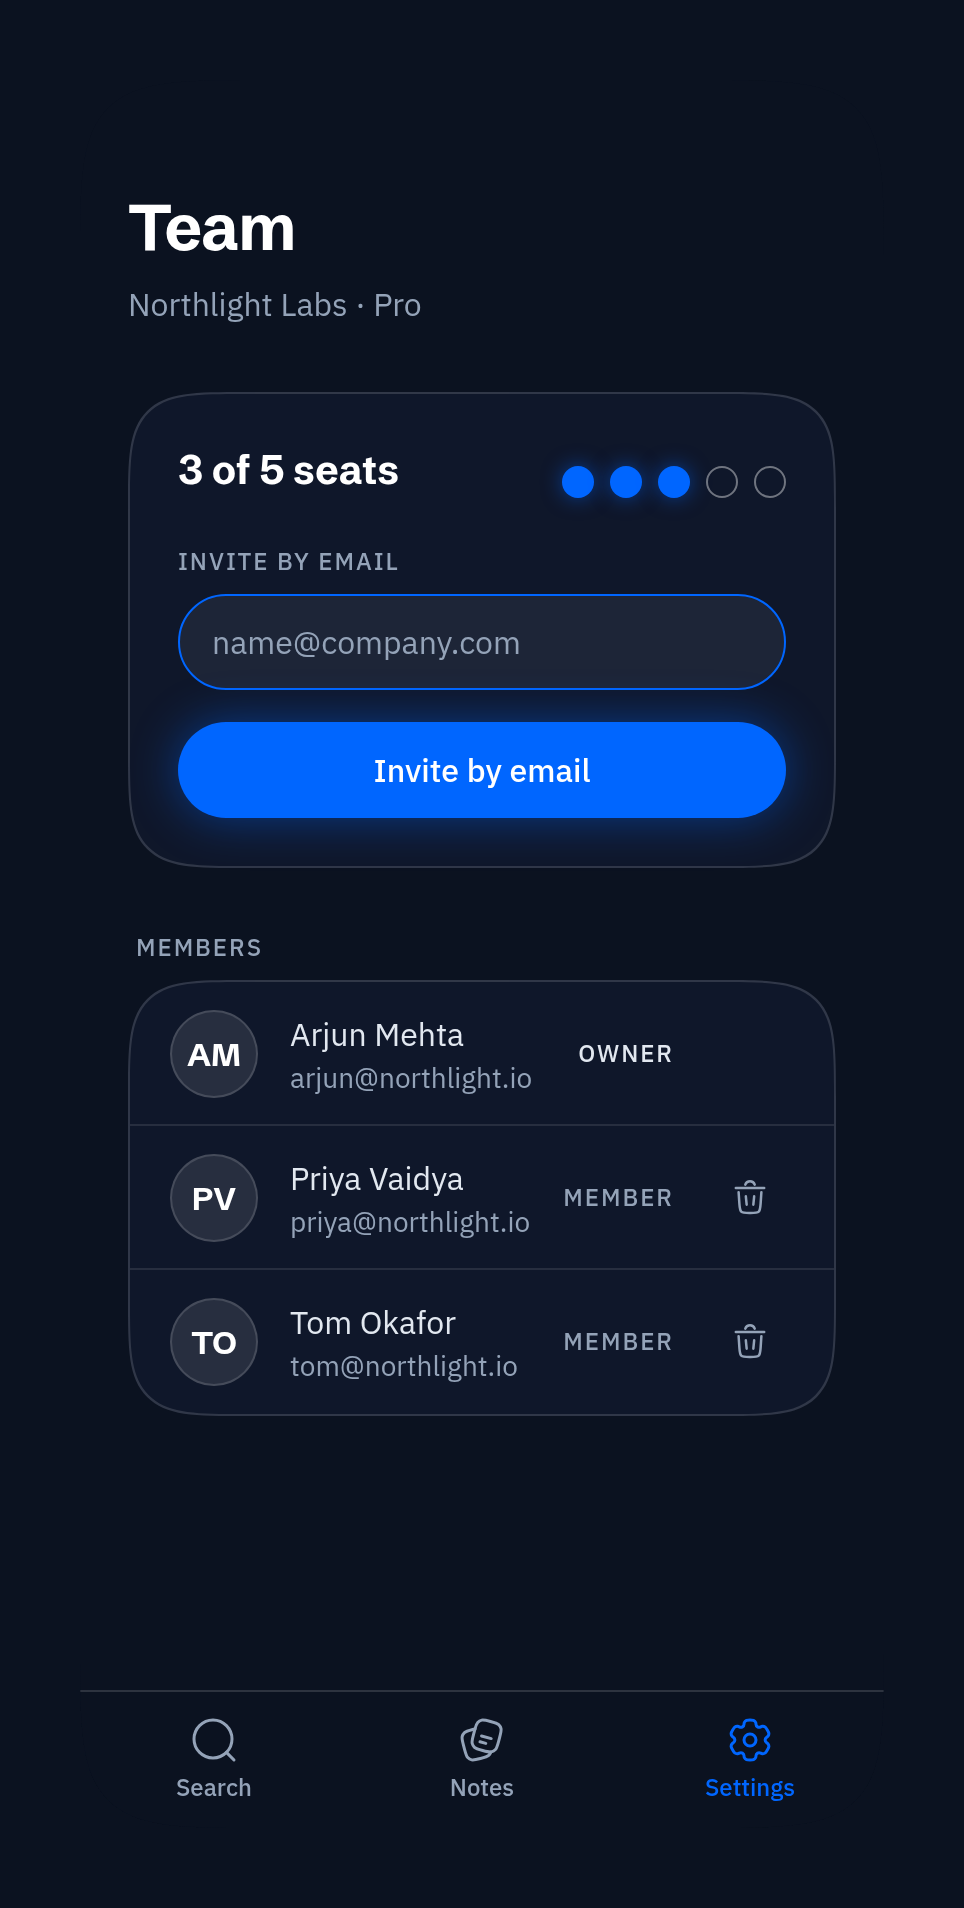 Team
Northlight Labs · Pro
3 of 5 seats
INVITE BY EMAIL
name@company.com
Invite by email
MEMBERS
AM
Arjun Mehta
arjun@northlight.io
OWNER
PV
Priya Vaidya
priya@northlight.io
MEMBER
TO
Tom Okafor
tom@northlight.io
MEMBER
Search
Notes
Settings